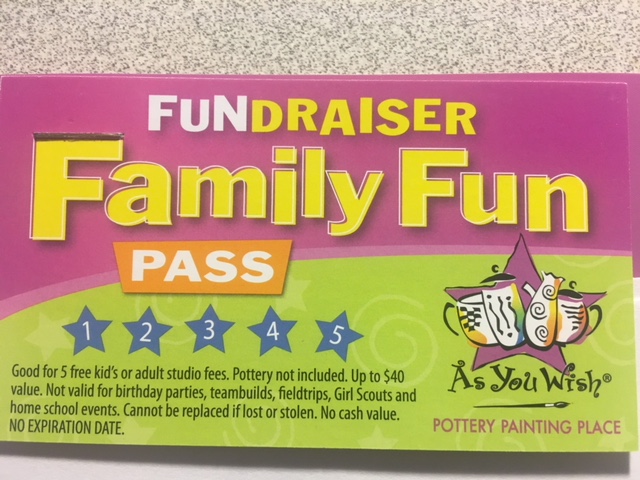 FUNDRAISER
Family Fun
PASS
1 2 3 4 5
Good for 5 free kid's or adult studio fees. Pottery not included. Up to $40
value. Not valid for birthday parties, teambuilds, fieldtrips, Girl Scouts and
home school events. Cannot be replaced if lost or stolen. No cash value.
NO EXPIRATION DATE.
As You Wish®
POTTERY PAINTING PLACE